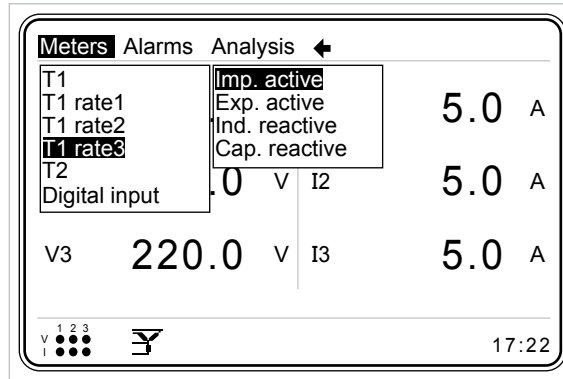 Meters Alarms Analysis
T1
T1 rate1
T1 rate2
T1 rate3
T2
Digital input
Imp. active
Exp. active
Ind. reactive
Cap. reactive
5.0 A
.0 V I2 5.0 A
V3 220.0 V I3 5.0 A
1 2 3
V
I
17:22